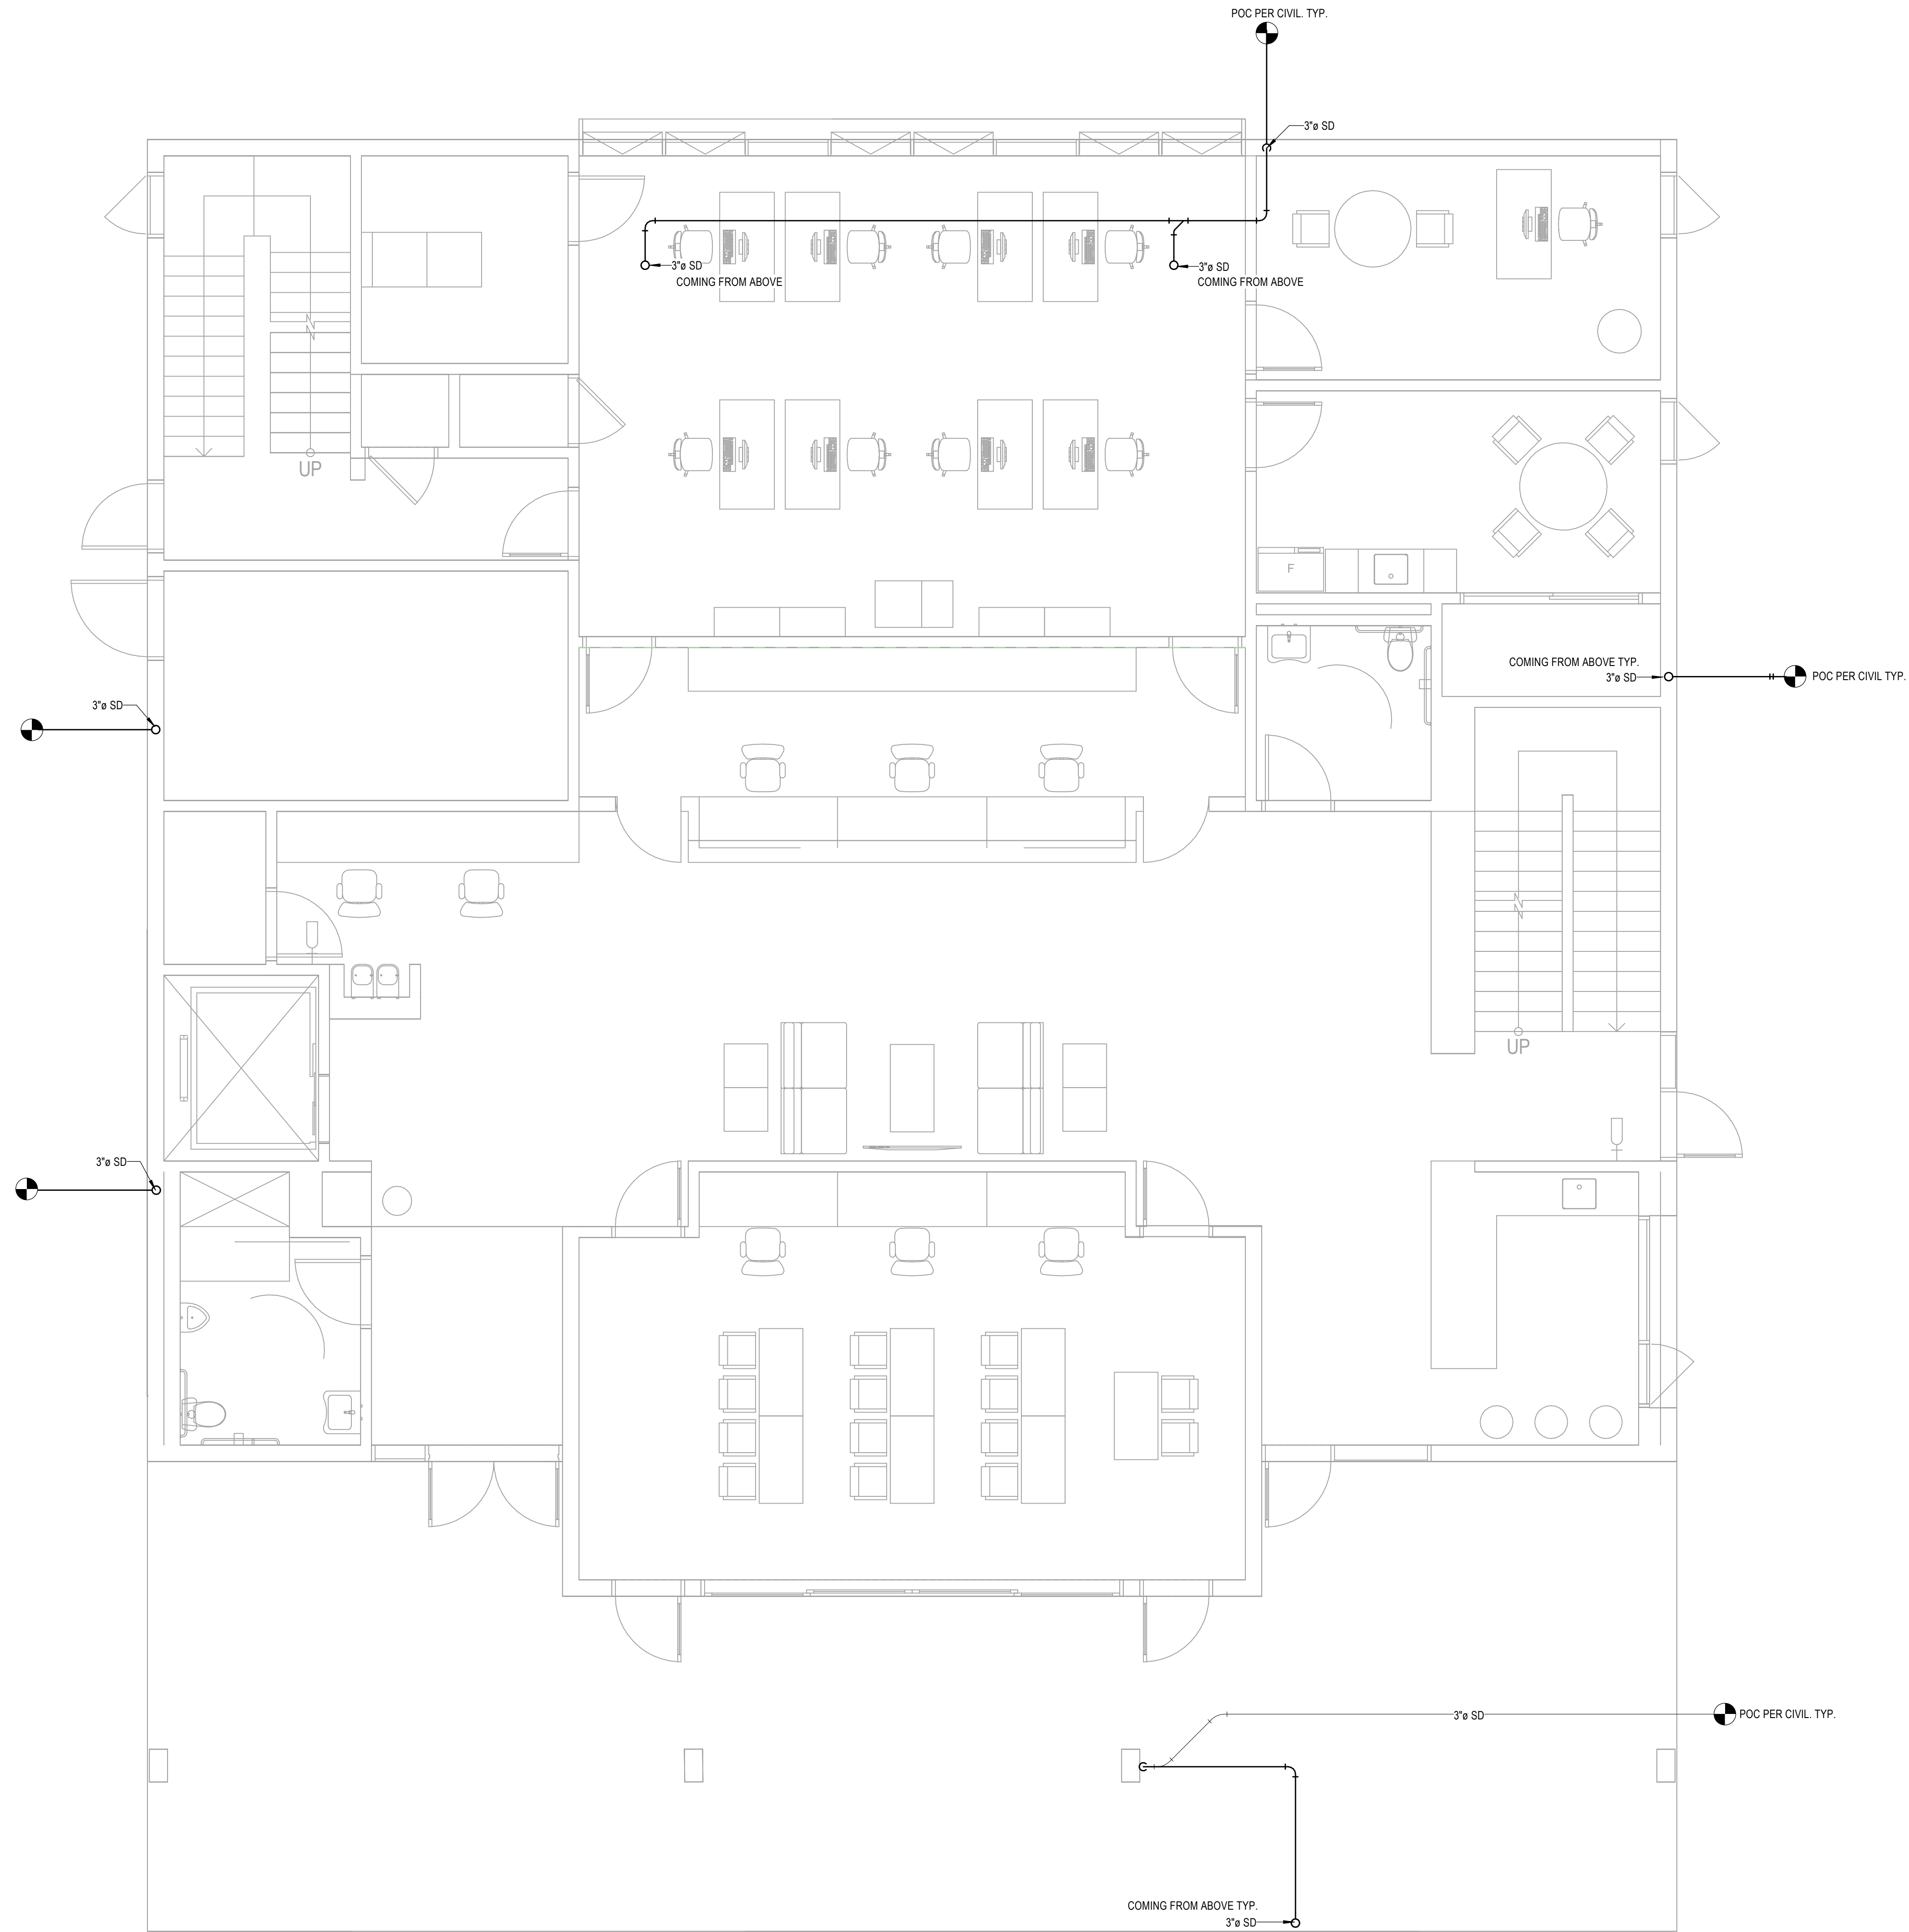 POC PER CIVIL. TYP.
3"ø SD
3"ø SD
COMING FROM ABOVE
3"ø SD
COMING FROM ABOVE
UP
F
COMING FROM ABOVE TYP.
3"ø SD
POC PER CIVIL TYP.
3"ø SD
UP
3"ø SD
3"ø SD
POC PER CIVIL. TYP.
COMING FROM ABOVE TYP.
3"ø SD